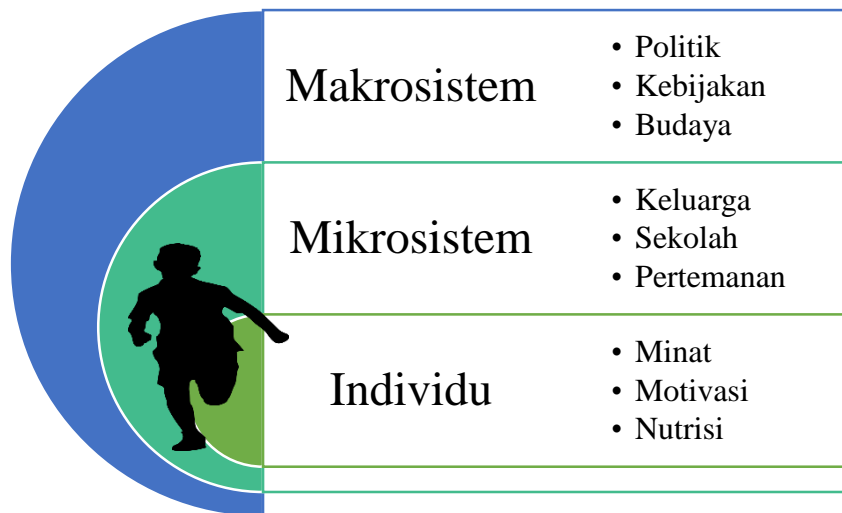 Makrosistem
• Politik
• Kebijakan
• Budaya
Mikrosistem
• Keluarga
• Sekolah
• Pertemanan
Individu
• Minat
• Motivasi
• Nutrisi